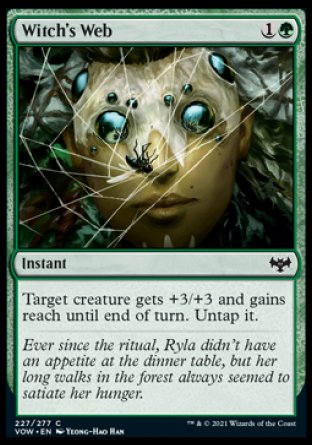 Witch's Web 1
Instant
Target creature gets +3/+3 and gains
reach until end of turn. Untap it.
Ever since the ritual, Ryla didn't have
an appetite at the dinner table, but her
long walks in the forest always seemed to
satiate her hunger.
227/277 C
VOW • EN Yeong-Hao Han ™ & © 2021 Wizards of the Coast